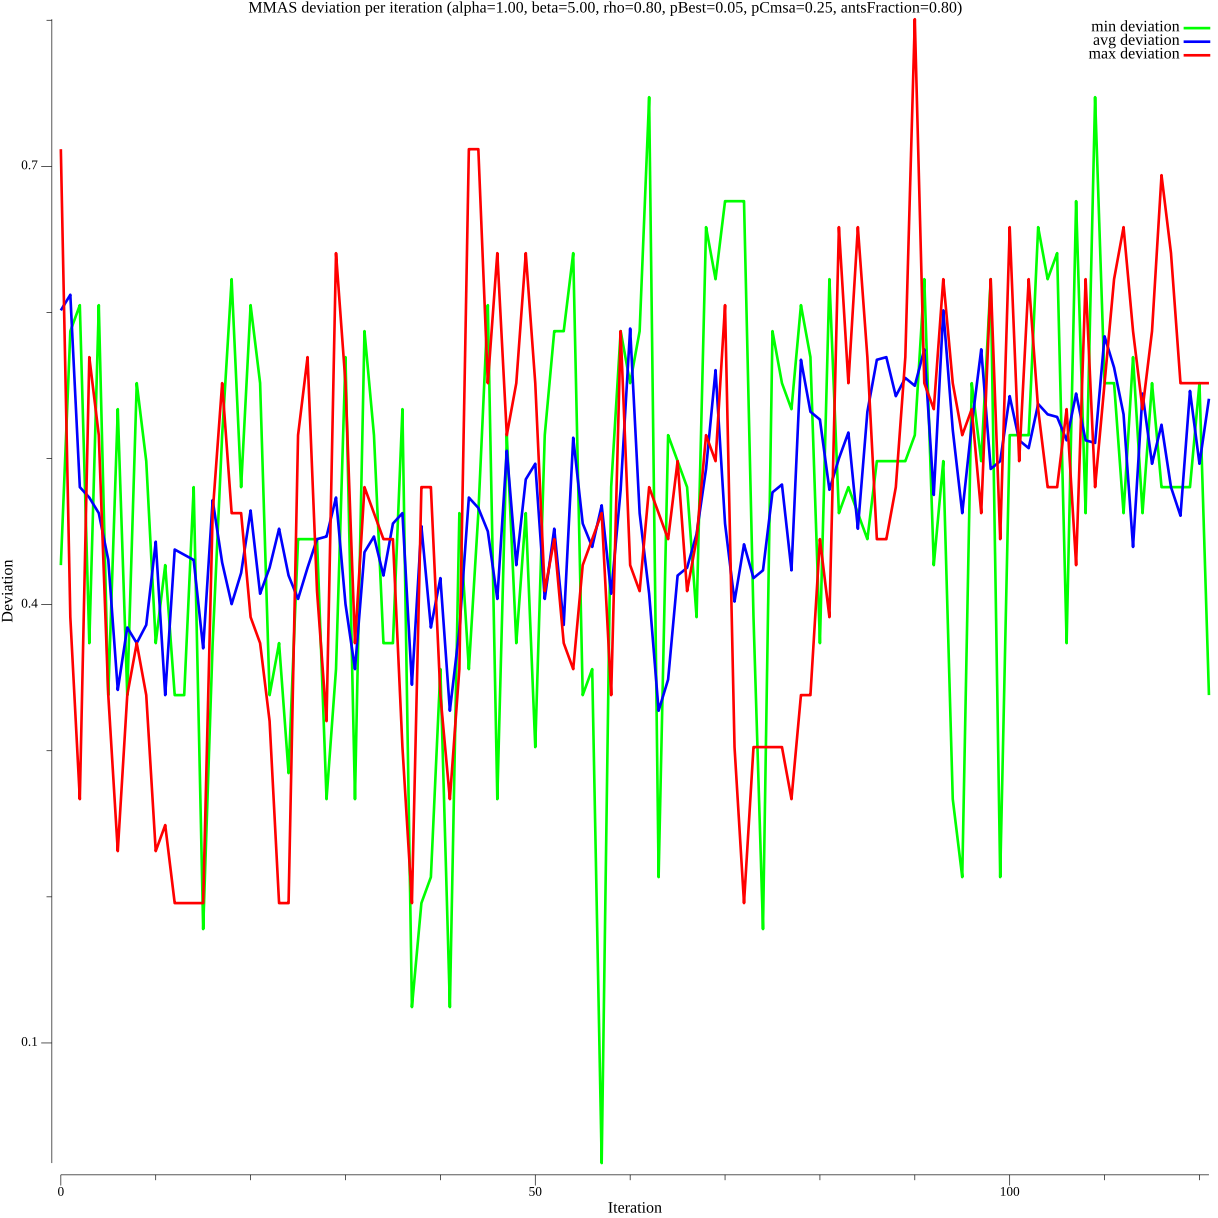 MMAS deviation per iteration (alpha=1.00, beta=5.00, rho=0.80, pBest=0.05, pCmsa=0.25, antsFraction=0.80)
min deviation
avg deviation
max deviation
0.7
0.4
0.1
Deviation
0
50
100
Iteration